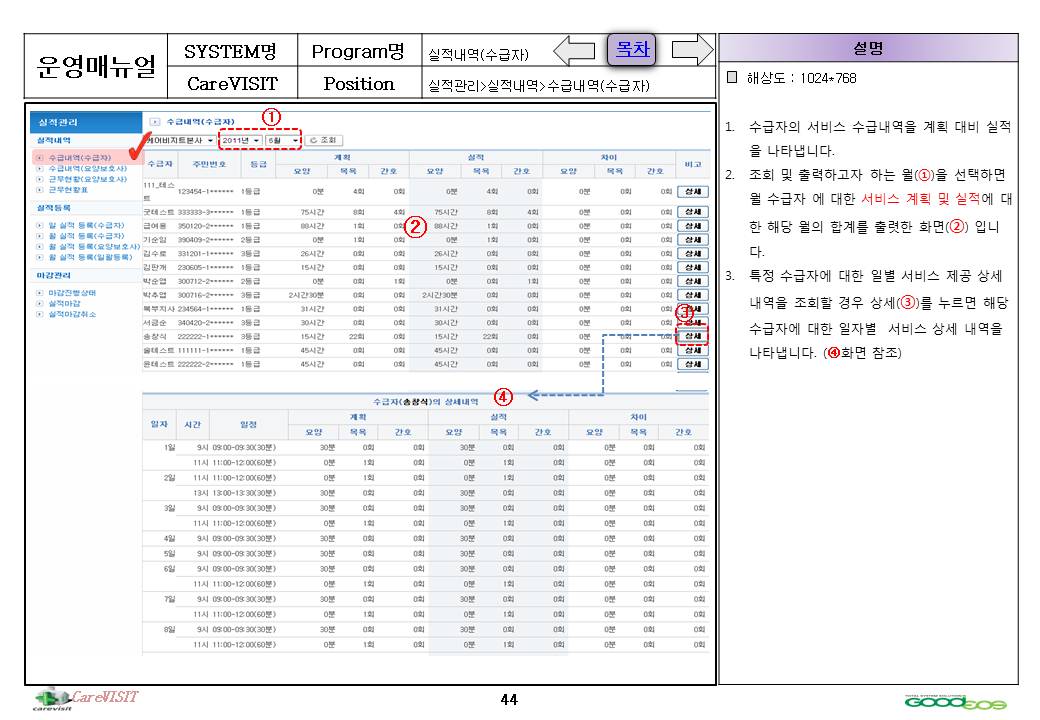 운영매뉴얼
SYSTEM명
Program명
실적내역(수급자)
목차
CareVISIT
Position
실적관리>실적내역>수급내역(수급자)
설명
해상도 : 1024*768
1. 수급자의 서비스 수급내역을 계획 대비 실적
을 나타냅니다.
2. 조회 및 출력하고자 하는 월(①)을 선택하면
월 수급자 에 대한 서비스 계획 및 실적에 대
한 해당 월의 합계를 출렷한 화면(②) 입니
다.
3. 특정 수급자에 대한 일별 서비스 제공 상세
내역을 조회할 경우 상세(③)를 누르면 해당
수급자에 대한 일자별 서비스 상세 내역을
나타냅니다. (④화면 참조)
실적관리
실적내역
수급내역(수급자)
수급내역(요양보호사)
근무현황(요양보호사)
근무현황표
실적등록
일 실적 등록(수급자)
월 실적 등록(수급자)
월 실적 등록(요양보호사)
월 실적 등록(일괄등록)
마감관리
마감진행상태
실적마감
실적마감취소
수급내역(수급자)
①
케어비지트본사 2011년 6월 조회
수급자 주민번호 등급 계획 실적 차이 비고
요양 목욕 간호 요양 목욕 간호 요양 목욕 간호
111_테스트 123454-1****** 1등급 0분 4회 0회 0분 4회 0회 0분 0회 0회 상세
굿테스트 333333-3****** 1등급 75시간 8회 4회 75시간 8회 4회 0분 0회 0회 상세
급여용 350120-2****** 1등급 88시간 1회 0회 88시간 1회 0회 0분 0회 0회 상세
②
기순임 390409-2****** 2등급 0분 1회 0회 0분 1회 0회 0분 0회 0회 상세
김수로 331201-1****** 3등급 26시간 0회 0회 26시간 0회 0회 0분 0회 0회 상세
김판개 230605-1****** 1등급 15시간 0회 0회 15시간 0회 0회 0분 0회 0회 상세
박순엽 300712-2****** 2등급 0분 0회 1회 0분 0회 1회 0분 0회 0회 상세
박추엽 300716-2****** 3등급 2시간30분 0회 0회 2시간30분 0회 0회 0분 0회 0회 상세
복부지사 234564-1****** 1등급 31시간 0회 0회 31시간 0회 0회 0분 0회 0회 상세
③
서금순 340420-2****** 3등급 30시간 0회 0회 30시간 0회 0회 0분 0회 0회 상세
송창식 222222-1****** 3등급 15시간 22회 0회 15시간 22회 0회 0분 0회 0회 상세
올테스트 111111-1****** 1등급 45시간 0회 0회 45시간 0회 0회 0분 0회 0회 상세
윤테스트 222222-2****** 1등급 45시간 0회 0회 45시간 0회 0회 0분 0회 0회 상세
수급자(송창식)의 상세내역 ④
일자 시간 일정 계획 실적 차이
요양 목욕 간호 요양 목욕 간호 요양 목욕 간호
1일 9시 09:00-09:30(30분) 30분 0회 0회 30분 0회 0회 0분 0회 0회
11시 11:00-12:00(60분) 0분 1회 0회 0분 1회 0회 0분 0회 0회
2일 11시 11:00-12:00(60분) 0분 1회 0회 0분 1회 0회 0분 0회 0회
13시 13:00-13:30(30분) 30분 0회 0회 30분 0회 0회 0분 0회 0회
3일 9시 09:00-09:30(30분) 30분 0회 0회 30분 0회 0회 0분 0회 0회
11시 11:00-12:00(60분) 0분 1회 0회 0분 1회 0회 0분 0회 0회
4일 9시 09:00-09:30(30분) 30분 0회 0회 30분 0회 0회 0분 0회 0회
5일 9시 09:00-09:30(30분) 30분 0회 0회 30분 0회 0회 0분 0회 0회
6일 9시 09:00-09:30(30분) 30분 0회 0회 30분 0회 0회 0분 0회 0회
11시 11:00-12:00(60분) 0분 1회 0회 0분 1회 0회 0분 0회 0회
7일 9시 09:00-09:30(30분) 30분 0회 0회 30분 0회 0회 0분 0회 0회
11시 11:00-12:00(60분) 0분 1회 0회 0분 1회 0회 0분 0회 0회
8일 9시 09:00-09:30(30분) 30분 0회 0회 30분 0회 0회 0분 0회 0회
11시 11:00-12:00(60분) 0분 1회 0회 0분 1회 0회 0분 0회 0회
CareVISIT
carevisit
44
TOTAL SYSTEM SOLUTION
GOODEOS